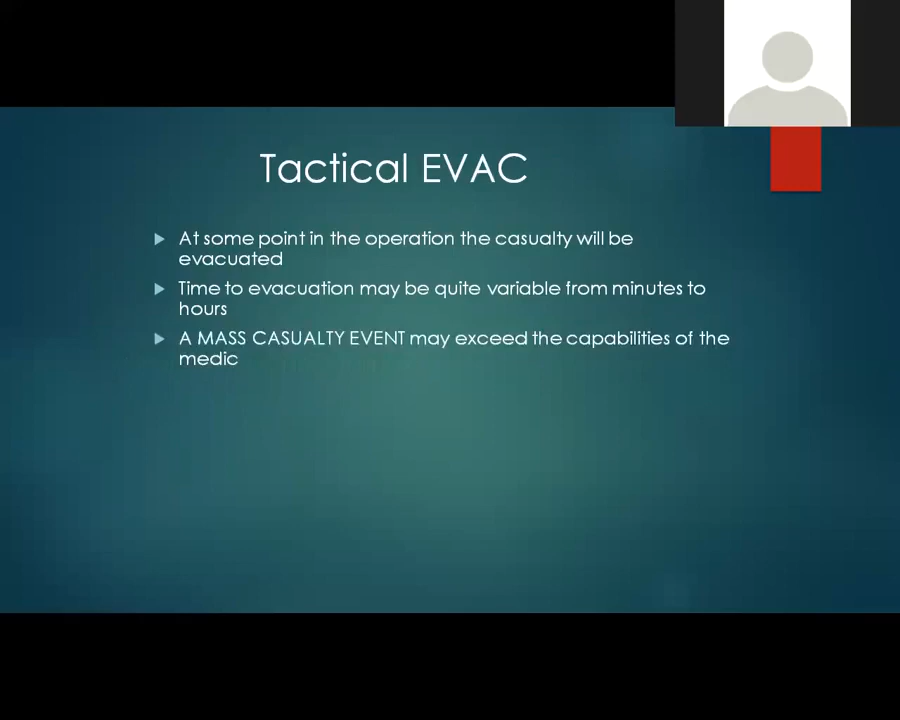 Tactical EVAC
At some point in the operation the casualty will be
evacuated
Time to evacuation may be quite variable from minutes to
hours
A MASS CASUALTY EVENT may exceed the capabilities of the
medic